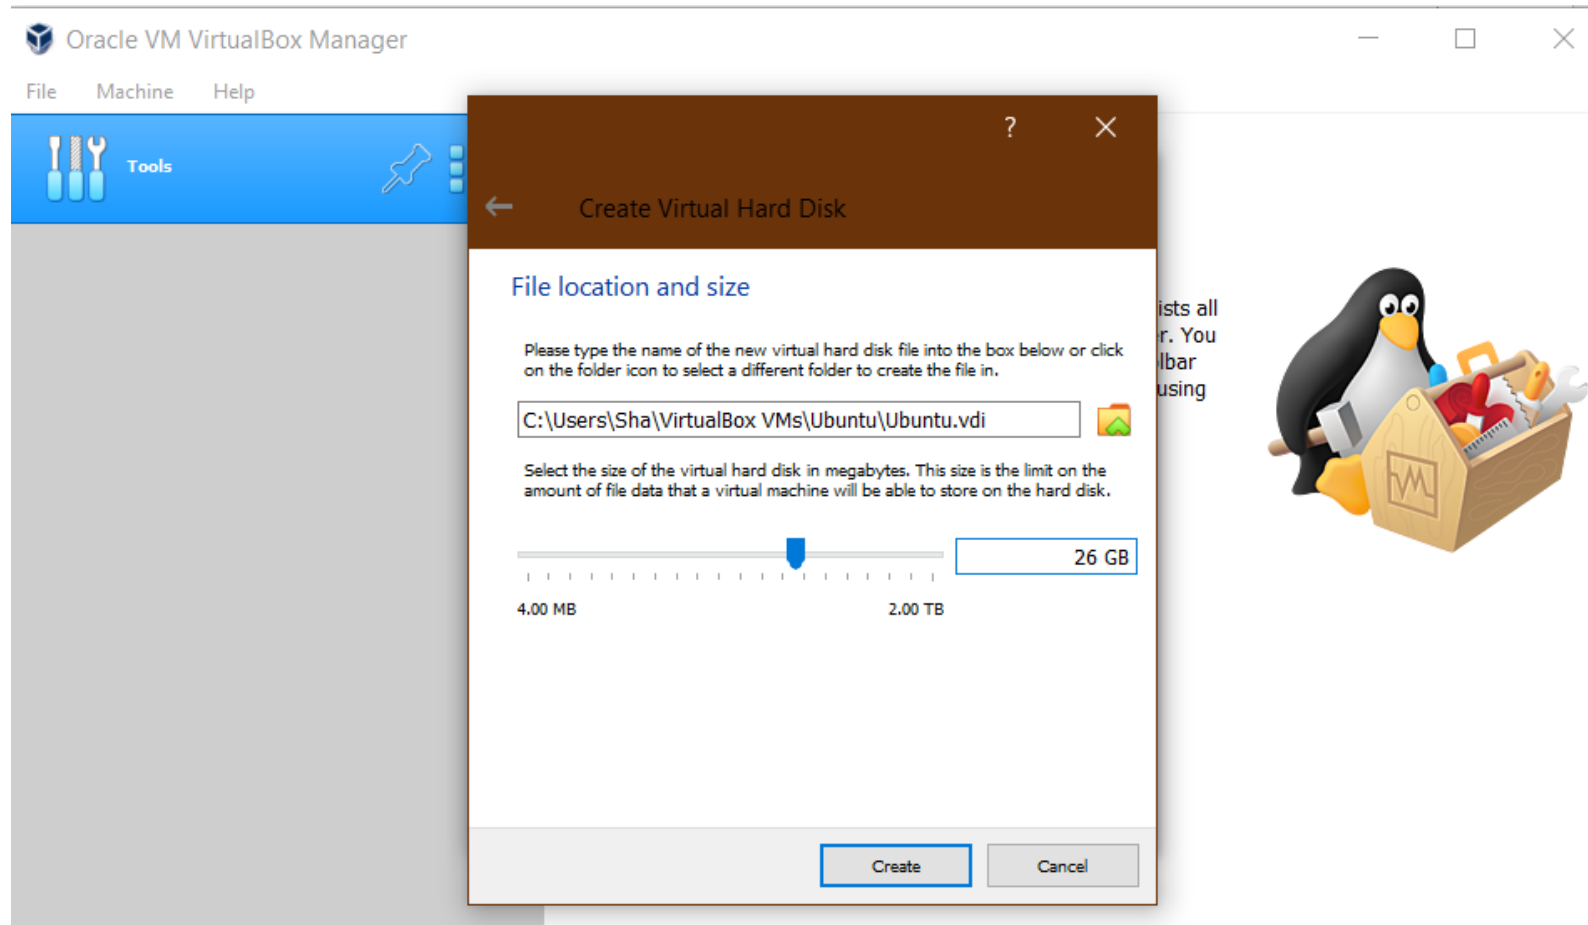 Oracle VM VirtualBox Manager
File Machine Help
Tools
?
Create Virtual Hard Disk
File location and size
Please type the name of the new virtual hard disk file into the box below or click
on the folder icon to select a different folder to create the file in.
C:\Users\Sha\VirtualBox VMs\Ubuntu\Ubuntu.vdi
Select the size of the virtual hard disk in megabytes. This size is the limit on the
amount of file data that a virtual machine will be able to store on the hard disk.
26 GB
4.00 MB 2.00 TB
Create Cancel
ists all
r. You
lbar
using